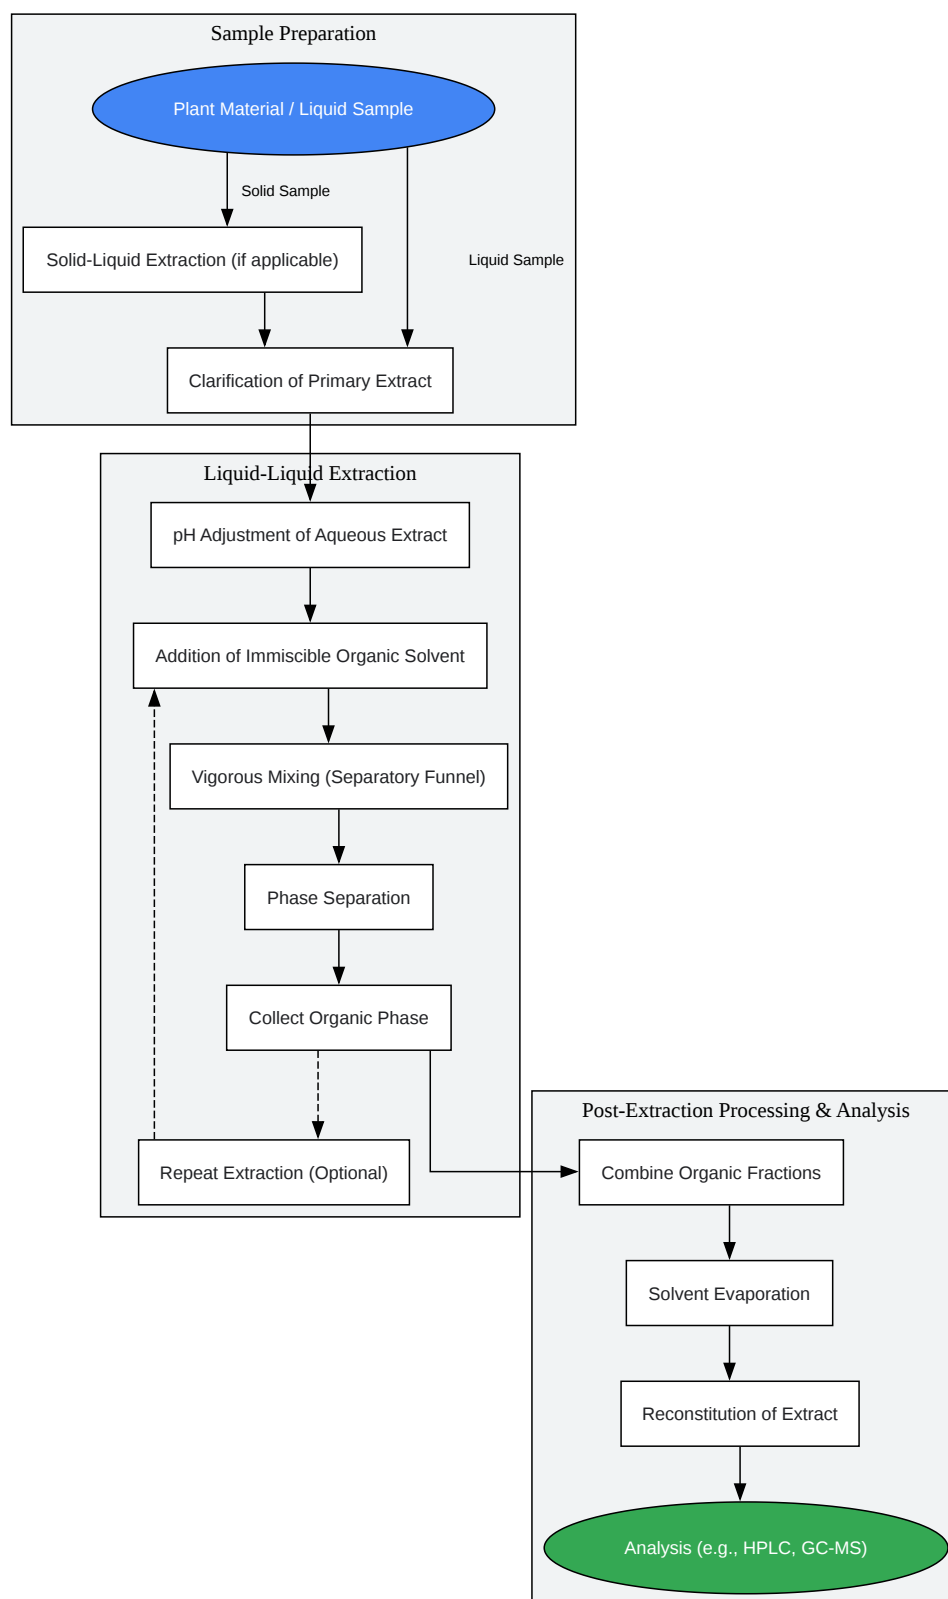 Sample Preparation
Plant Material / Liquid Sample
Solid Sample
Solid-Liquid Extraction (if applicable)
Liquid Sample
Clarification of Primary Extract
Liquid-Liquid Extraction
pH Adjustment of Aqueous Extract
Addition of Immiscible Organic Solvent
Vigorous Mixing (Separatory Funnel)
Phase Separation
Collect Organic Phase
Repeat Extraction (Optional)
Post-Extraction Processing & Analysis
Combine Organic Fractions
Solvent Evaporation
Reconstitution of Extract
Analysis (e.g., HPLC, GC-MS)